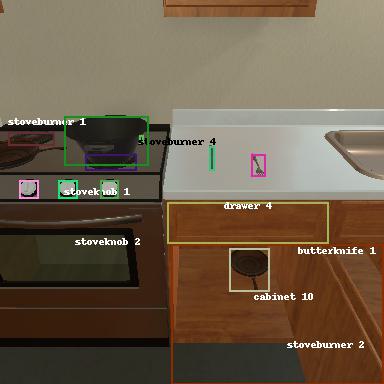 stoveburner 1
stoveburner 4
stoveknob 1
drawer 4
stoveknob 2
butterknife 1
cabinet 10
stoveburner 2